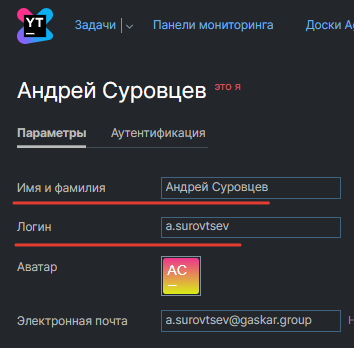 YT
Задачи
Панели мониторинга
Доски
Андрей Суровцев это я
Параметры
Аутентификация
Имя и фамилия
Андрей Суровцев
Логин
a.surovtsev
Аватар
АС
Электронная почта
a.surovtsev@gaskar.group